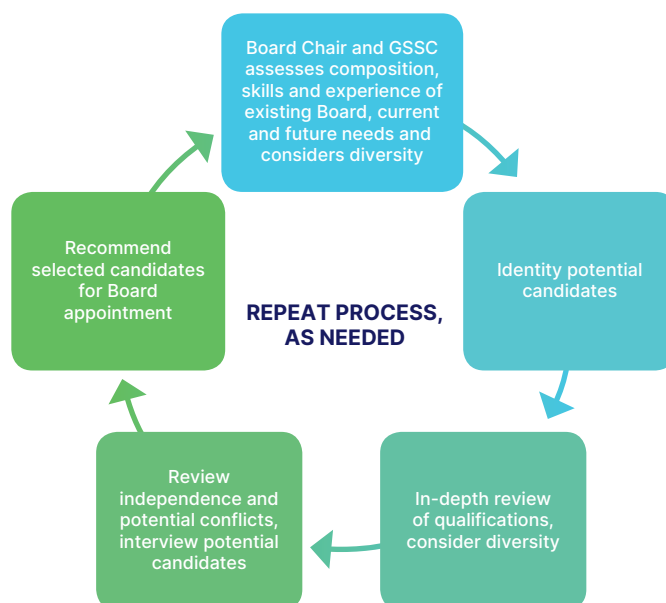 Board Chair and GSSC
assesses composition,
skills and experience of
existing Board, current
and future needs and
considers diversity
Identity potential
candidates
In-depth review
of qualifications,
consider diversity
Review
independence and
potential conflicts,
interview potential
candidates
Recommend
selected candidates
for Board
appointment
REPEAT PROCESS,
AS NEEDED